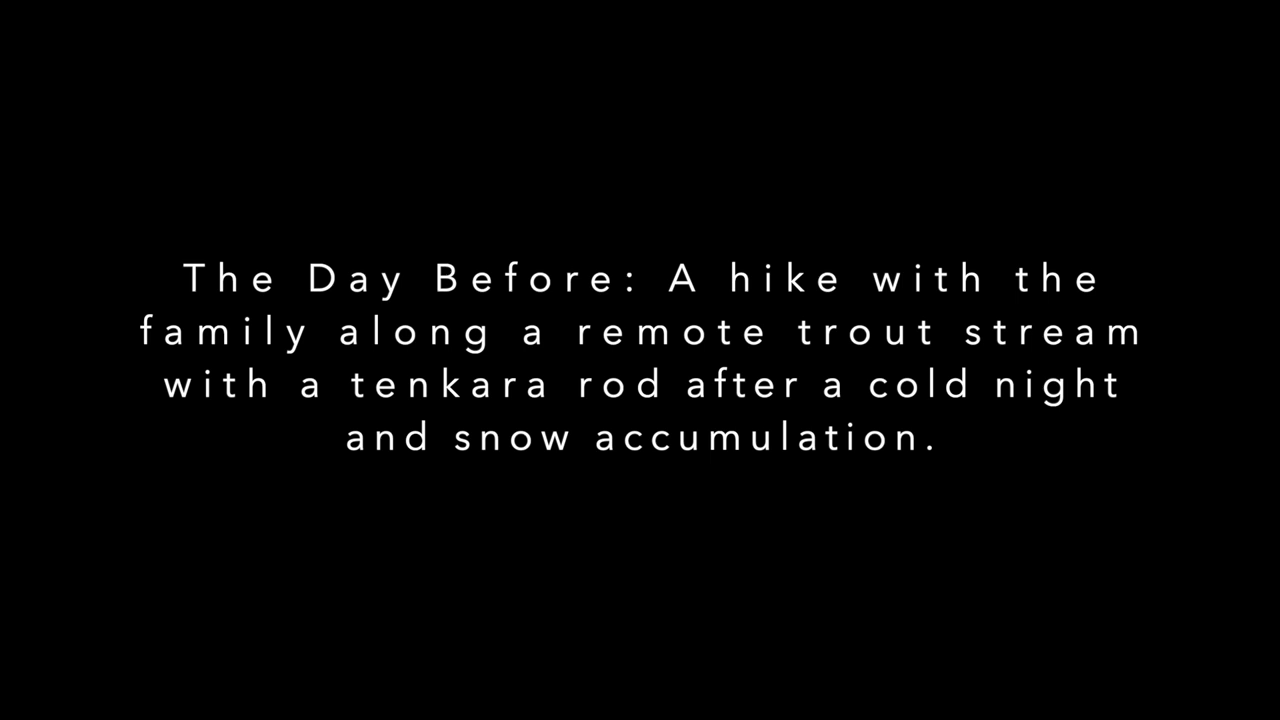 The Day Before: A hike with the
family along a remote trout stream
with a tenkara rod after a cold night
and snow accumulation.